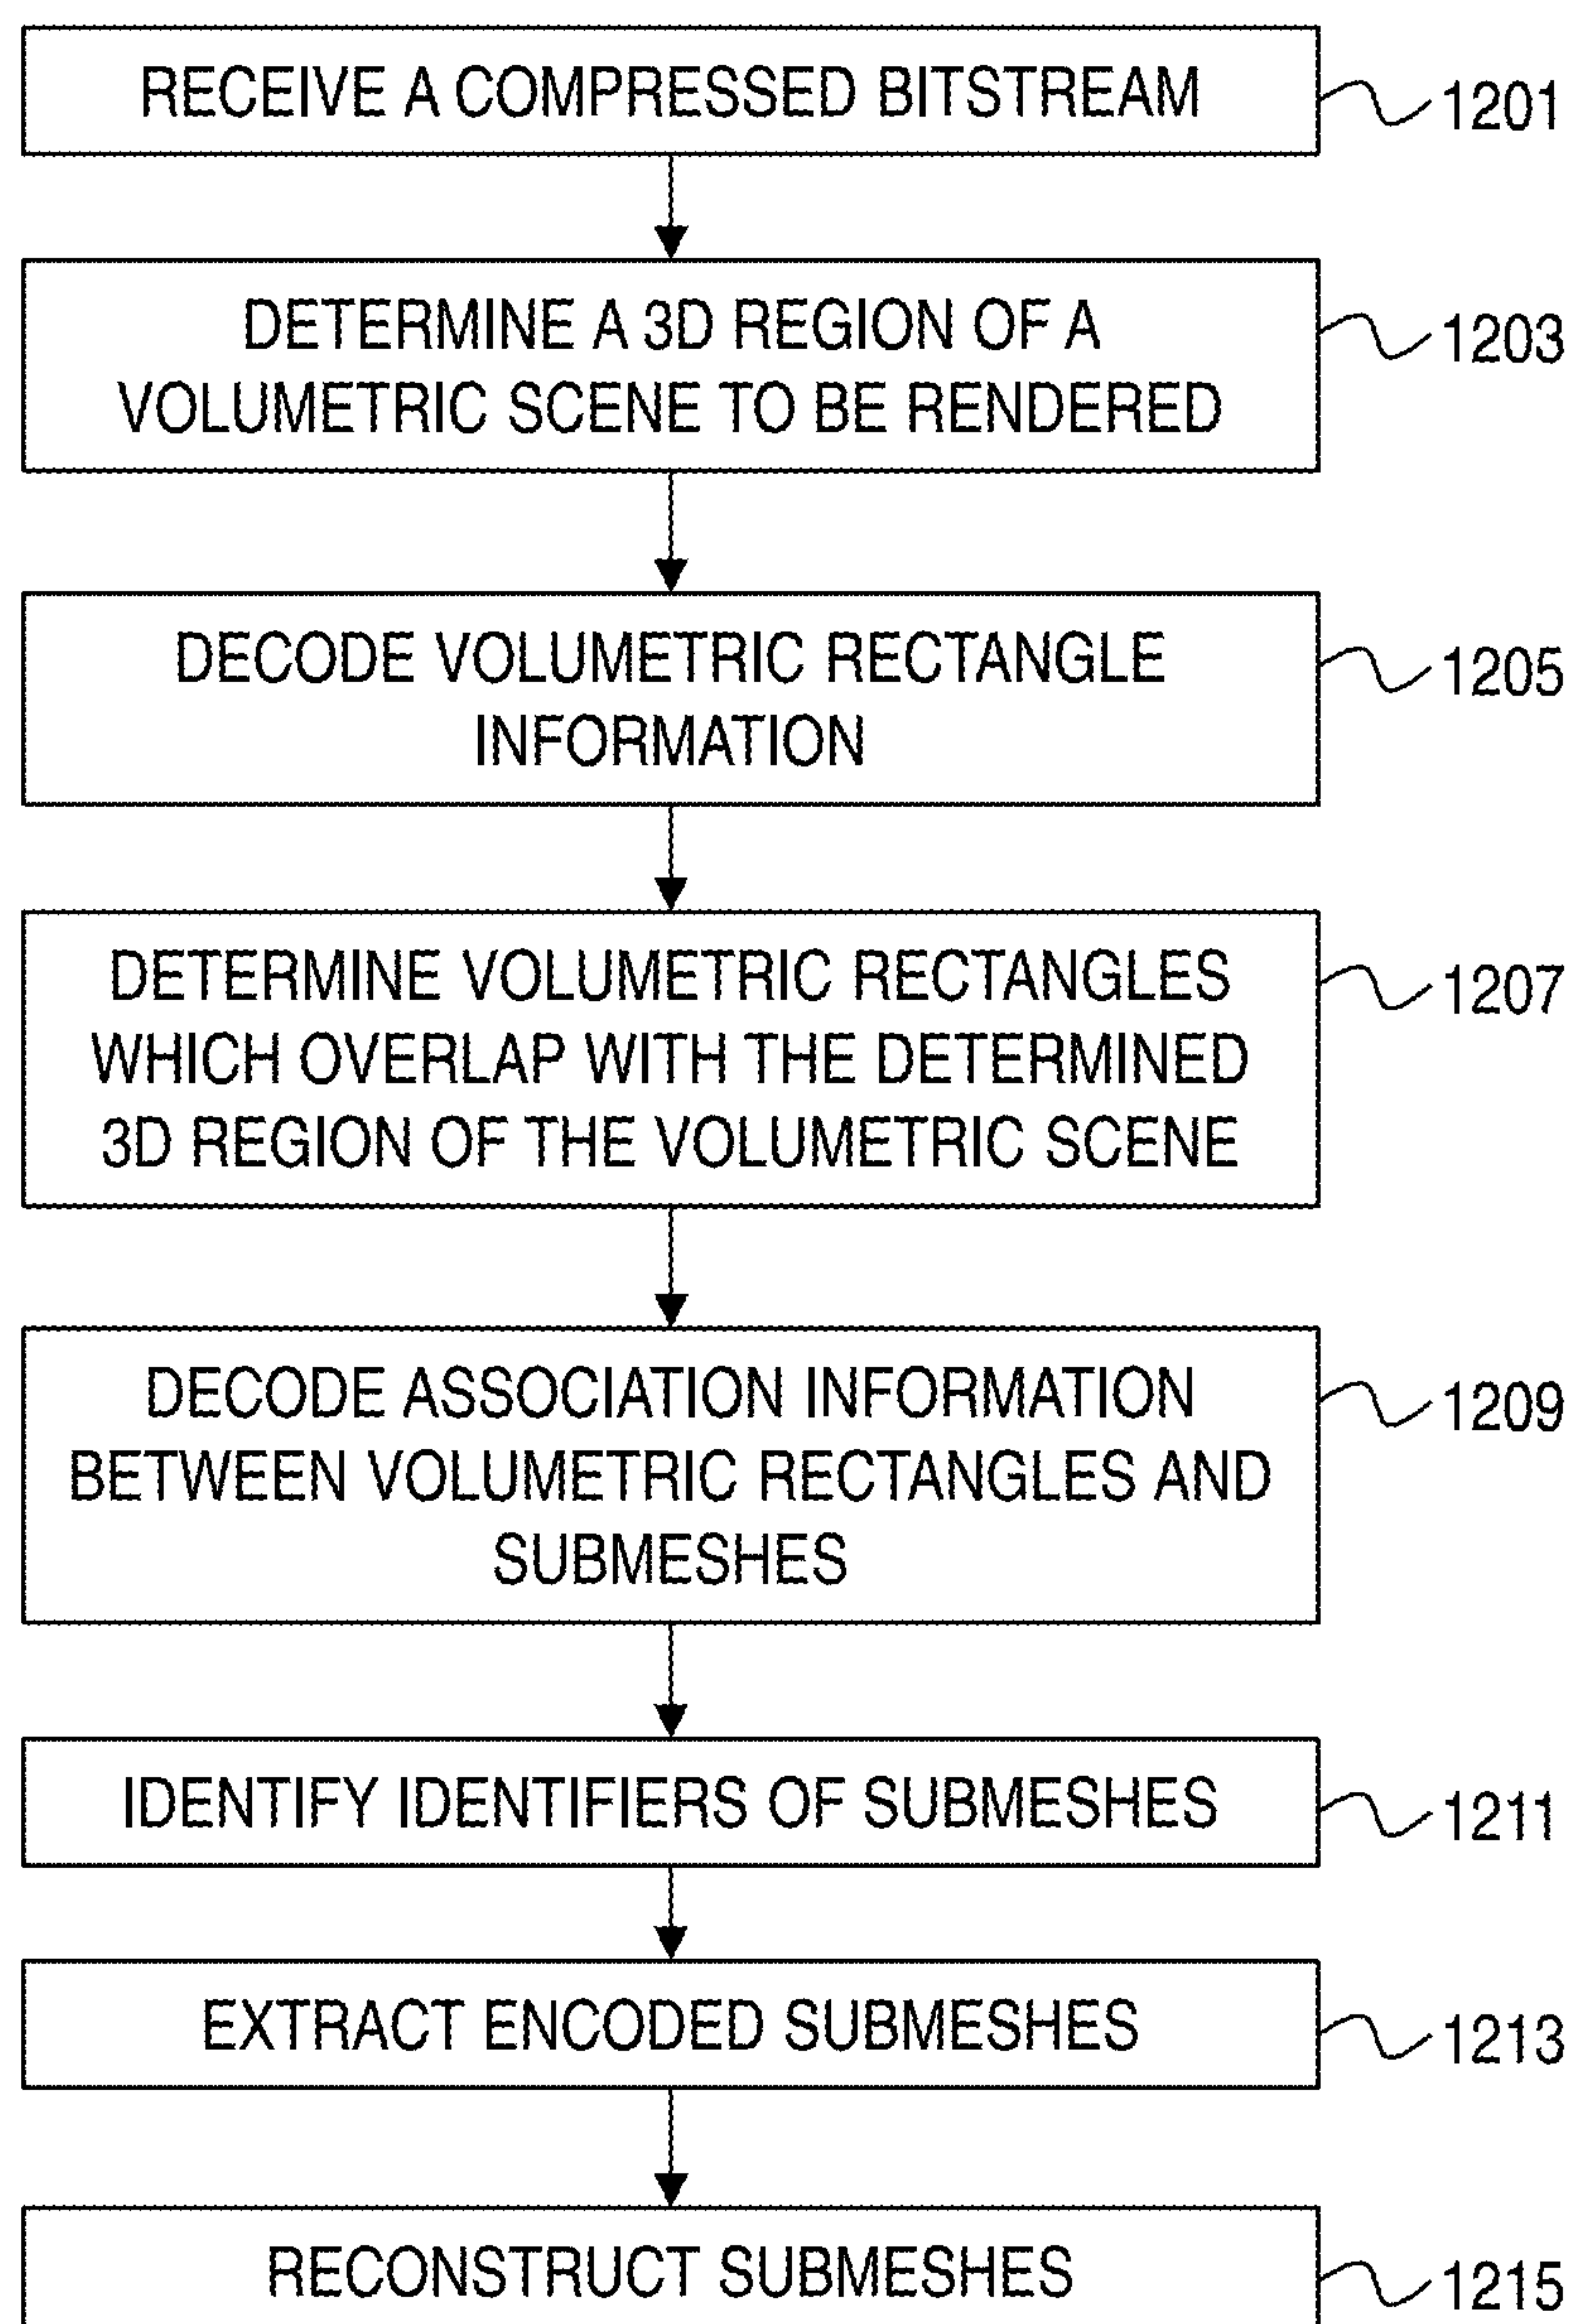 RECEIVE A COMPRESSED BITSTREAM
1201
DETERMINE A 3D REGION OF A
VOLUMETRIC SCENE TO BE RENDERED
1203
DECODE VOLUMETRIC RECTANGLE
INFORMATION
1205
DETERMINE VOLUMETRIC RECTANGLES
WHICH OVERLAP WITH THE DETERMINED
3D REGION OF THE VOLUMETRIC SCENE
1207
DECODE ASSOCIATION INFORMATION
BETWEEN VOLUMETRIC RECTANGLES AND
SUBMESHES
1209
IDENTIFY IDENTIFIERS OF SUBMESHES
1211
EXTRACT ENCODED SUBMESHES
1213
RECONSTRUCT SUBMESHES
1215